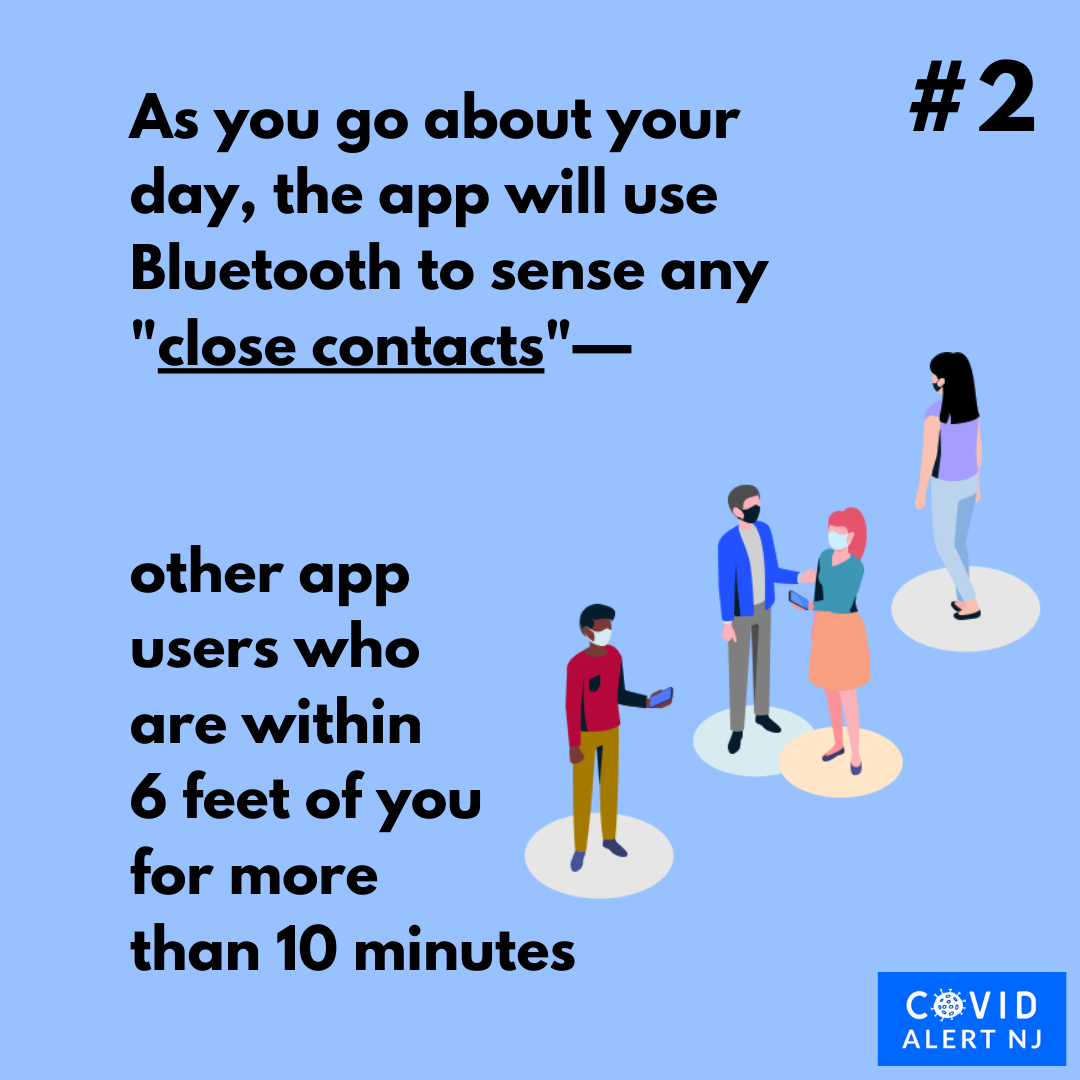 #2
As you go about your
day, the app will use
Bluetooth to sense any
"close contacts"—
other app
users who
are within
6 feet of you
for more
than 10 minutes
COVID
ALERT NJ